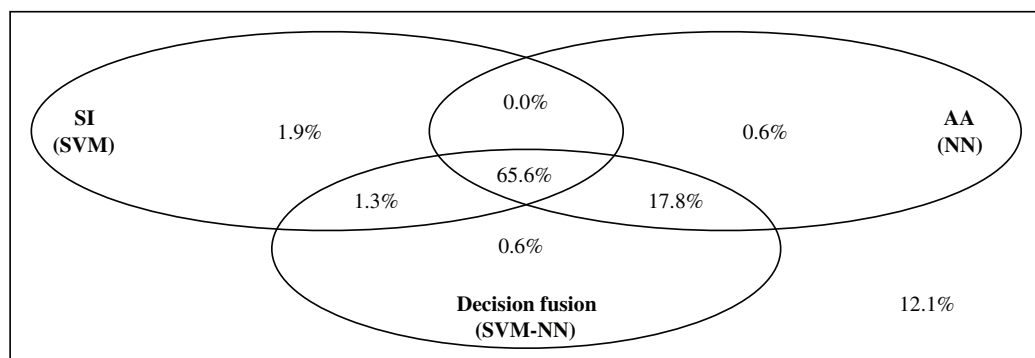 0.0%
SI
(SVM)
1.9%
0.6%
AA
(NN)
65.6%
1.3%
17.8%
0.6%
Decision fusion
(SVM-NN)
12.1%